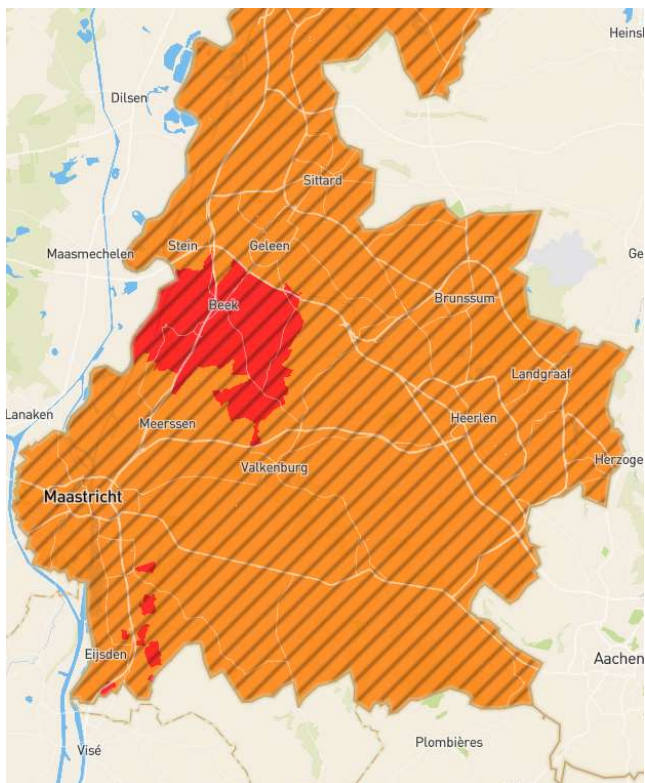 Heinsb
Dilsen
Sittard
Stein
Geleen
Maasmechelen
Ge
Beek
Brunssum
Landgraaf
Lanaken
Meerssen
Heerlen
Valkenburg
Herzoge
Maastricht
Eijsden
Aachen
Plombières
Visé